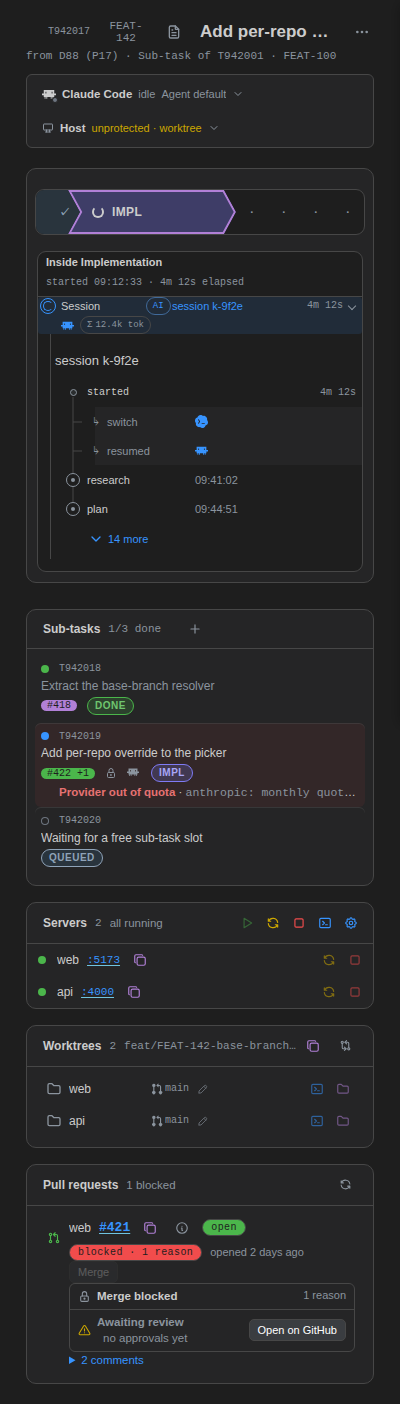 T942017 FEAT-142 Add per-repo …
from D88 (P17) · Sub-task of T942001 · FEAT-100
Claude Code idle Agent default
Host unprotected · worktree
✓ IMPL
Inside Implementation
started 09:12:33 · 4m 12s elapsed
Session AI session k-9f2e 4m 12s
Σ 12.4k tok
session k-9f2e
started 4m 12s
↳ switch
↳ resumed
research 09:41:02
plan 09:44:51
14 more
Sub-tasks 1/3 done
T942018
Extract the base-branch resolver
#418 DONE
T942019
Add per-repo override to the picker
#422 +1 IMPL
Provider out of quota · anthropic: monthly quot…
T942020
Waiting for a free sub-task slot
QUEUED
Servers 2 all running
web :5173
api :4000
Worktrees 2 feat/FEAT-142-base-branch…
web main
api main
Pull requests 1 blocked
web #421 open
blocked · 1 reason opened 2 days ago
Merge
Merge blocked 1 reason
Awaiting review
no approvals yet
Open on GitHub
2 comments